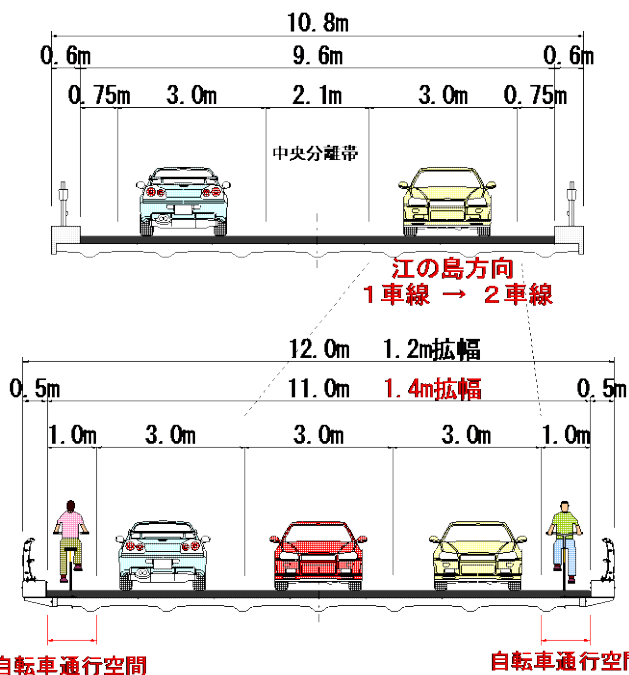 10.8m
0.6m 9.6m 0.6m
0.75m 3.0m 2.1m 3.0m 0.75m
中央分離帯
江の島方向
1車線 → 2車線
12.0m 1.2m拡幅
0.5m 11.0m 1.4m拡幅 0.5m
1.0m 3.0m 3.0m 3.0m 1.0m
自転車通行空間 自転車通行空間